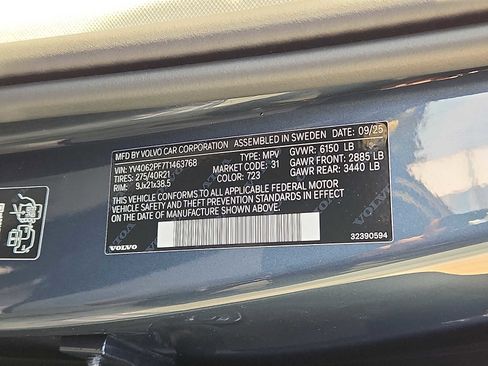 MFD. BY VOLVO CAR CORPORATION ASSEMBLED IN SWEDEN DATE: 09/25
VIN: YV4062PF7T1463768 TYPE: MPV GVWR: 6150 LB
TIRES: 275/40R21 MARKET CODE: 31 GAWR FRONT: 2885 LB
RIM: 9Jx21x38.5 COLOR: 723 GAWR REAR: 3440 LB
THIS VEHICLE CONFORMS TO ALL APPLICABLE FEDERAL MOTOR
VEHICLE SAFETY STANDARDS IN EFFECT ON THE DATE OF
MANUFACTURE SHOWN ABOVE.
VOLVO 32390594